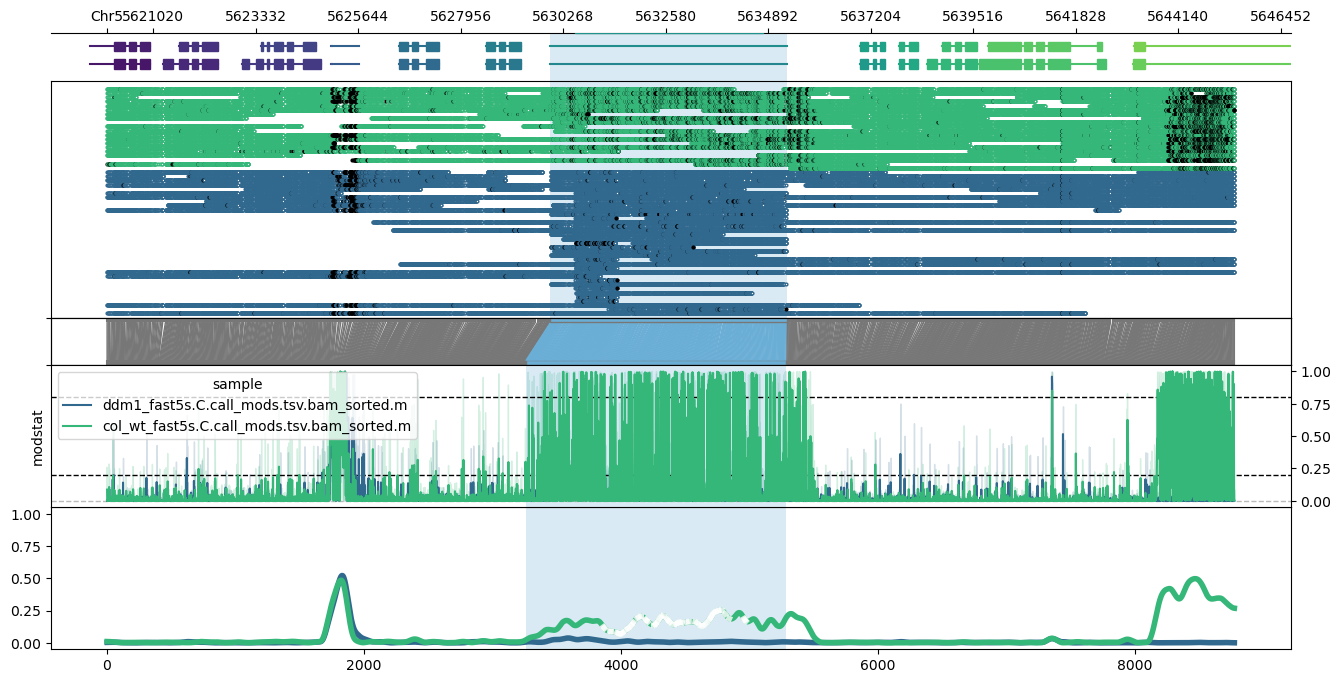 Chr5 5621020 5623332 5625644 5627956 5630268 5632580 5634892 5637204 5639516 5641828 5644140 5646452
1.00
sample
ddm1_fast5s.C.call_mods.tsv.bam_sorted.m
col_wt_fast5s.C.call_mods.tsv.bam_sorted.m
modstat
0.75
0.50
0.25
0.00
1.00
0.75
0.50
0.25
0.00
0 2000 4000 6000 8000